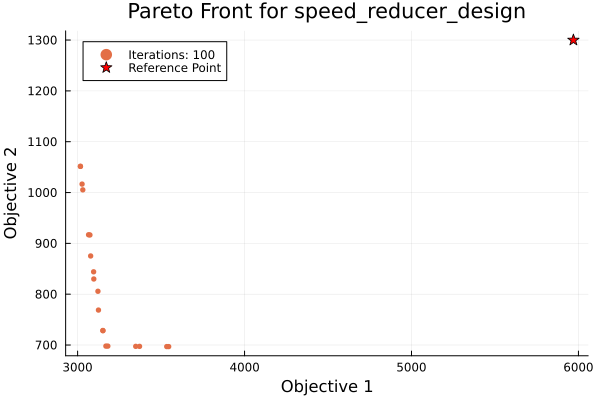 Pareto Front for speed_reducer_design
1300
1200
1100
1000
900
800
700
Objective 2
Iterations: 100
Reference Point
3000 4000 5000 6000
Objective 1